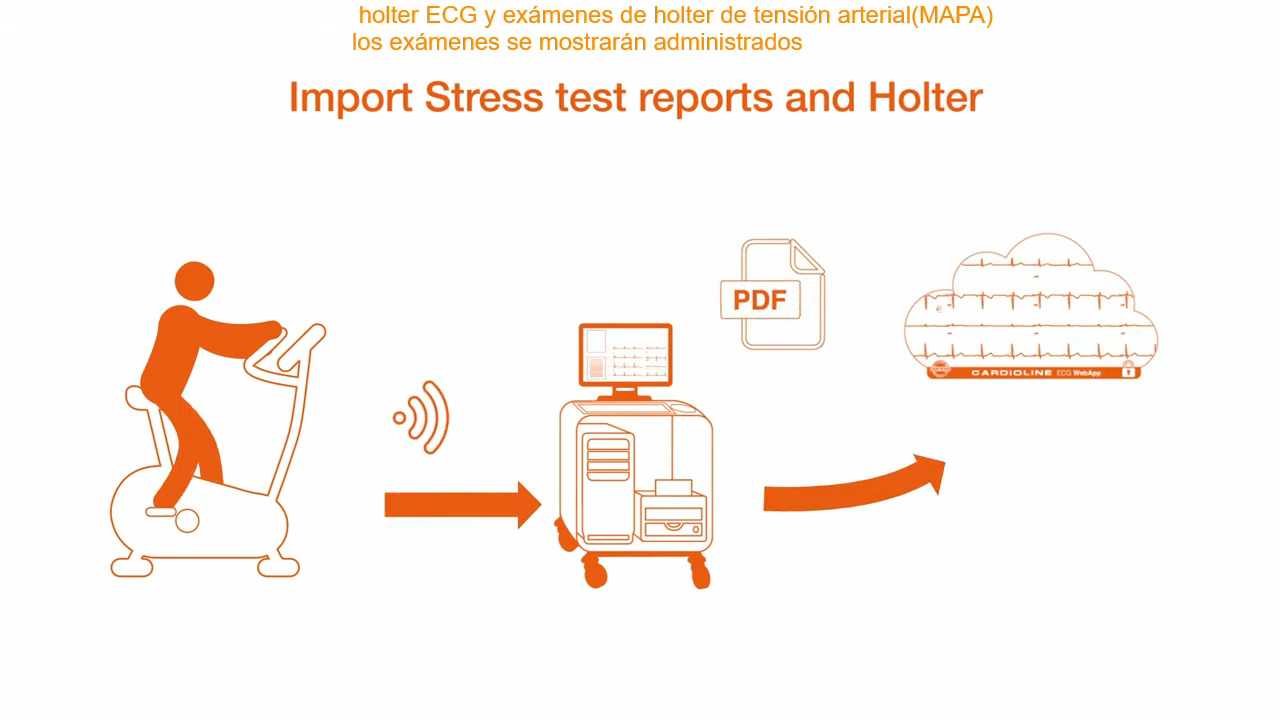 holter ECG y exámenes de holter de tensión arterial(MAPA)
los exámenes se mostrarán administrados
Import Stress test reports and Holter
PDF
CARDIOLINE ECG WebApp